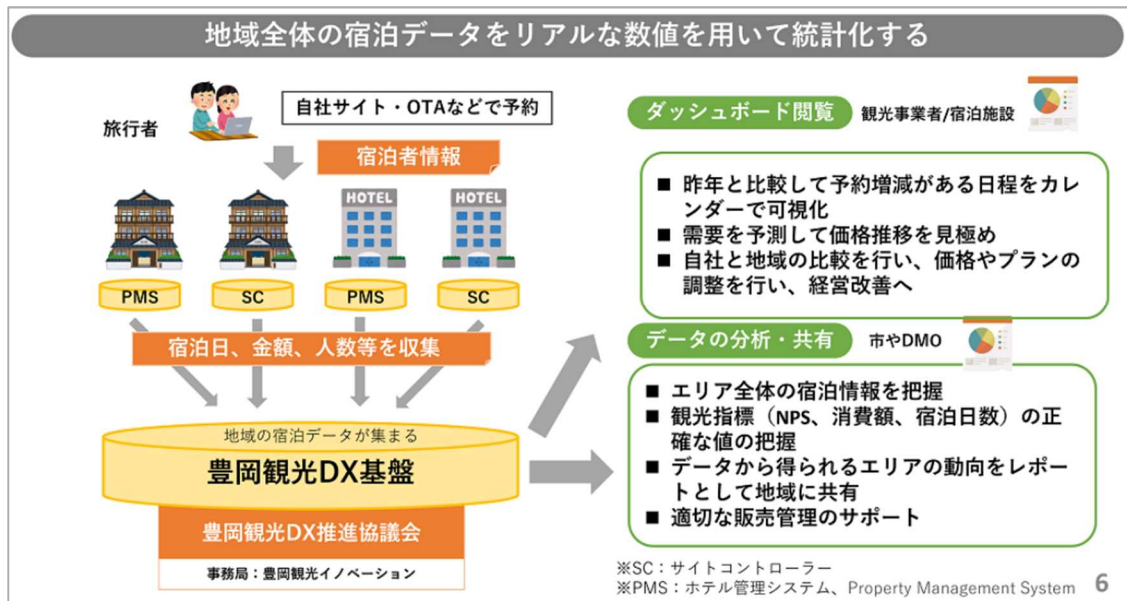 地域全体の宿泊データをリアルな数値を用いて統計化する
旅行者
自社サイト・OTAなどで予約
宿泊者情報
HOTEL
HOTEL
PMS
SC
PMS
SC
宿泊日、金額、人数等を収集
地域の宿泊データが集まる
豊岡観光DX基盤
豊岡観光DX推進協議会
事務局：豊岡観光イノベーション
ダッシュボード閲覧
観光事業者/宿泊施設
■ 昨年と比較して予約増減がある日程をカレ
ンダーで可視化
■ 需要を予測して価格推移を見極め
■ 自社と地域の比較を行い、価格やプランの
調整を行い、経営改善へ
データの分析・共有
市やDMO
■ エリア全体の宿泊情報を把握
■ 観光指標（NPS、消費額、宿泊日数）の正
確な値の把握
■ データから得られるエリアの動向をレポー
トとして地域に共有
■ 適切な販売管理のサポート
※SC：サイトコントローラー
※PMS：ホテル管理システム、Property Management System
6